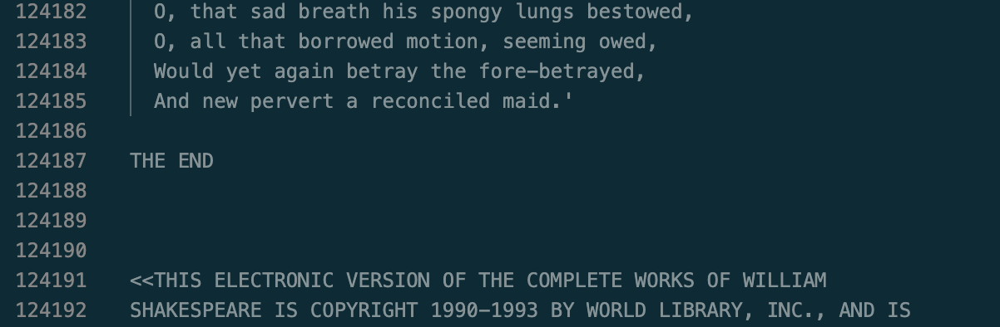 124182 O, that sad breath his spongy lungs bestowed,
124183 O, all that borrowed motion, seeming owed,
124184 Would yet again betray the fore-betrayed,
124185 And new pervert a reconciled maid.'
124186
124187 THE END
124188
124189
124190
124191 <<THIS ELECTRONIC VERSION OF THE COMPLETE WORKS OF WILLIAM
124192 SHAKESPEARE IS COPYRIGHT 1990-1993 BY WORLD LIBRARY, INC., AND IS